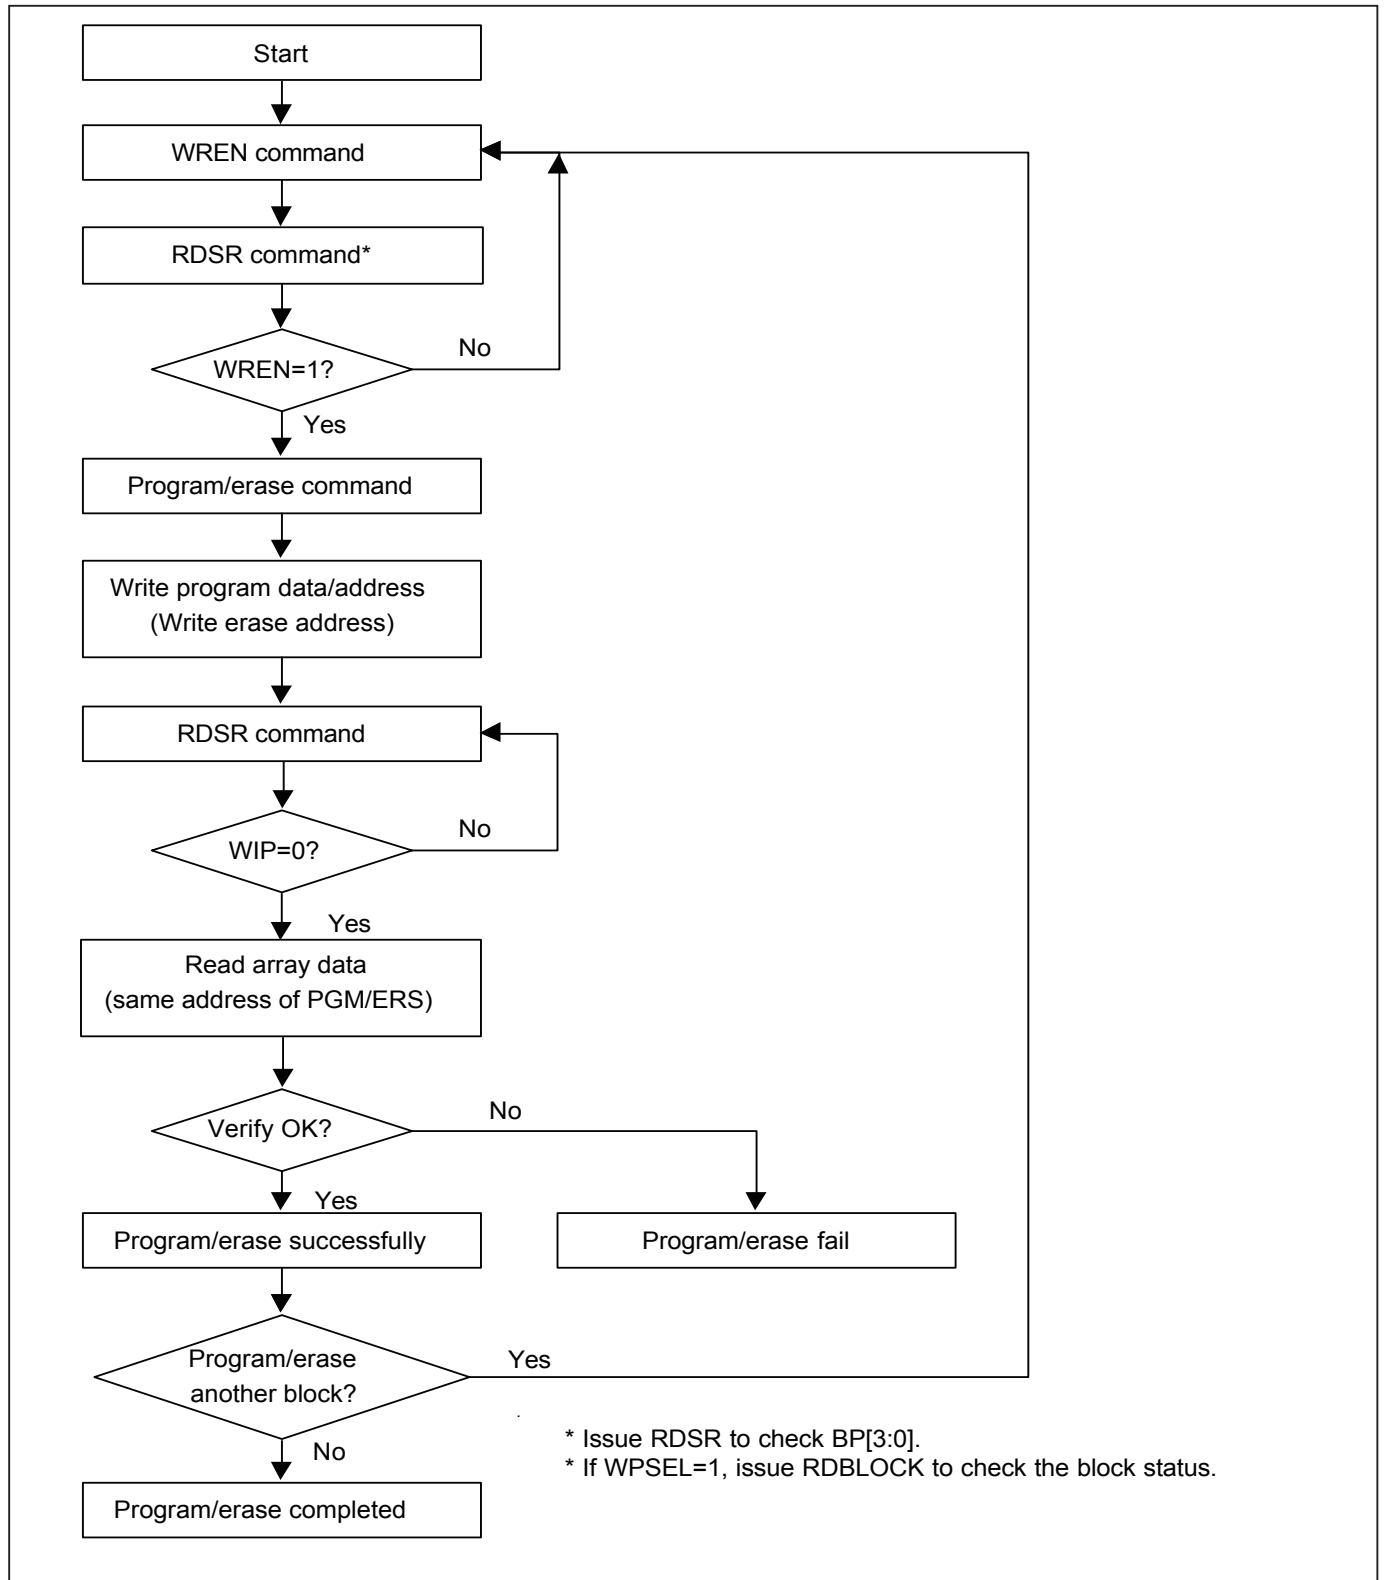 Start
WREN command
RDSR command*
WREN=1?
No
Yes
Program/erase command
Write program data/address
(Write erase address)
RDSR command
WIP=0?
No
Yes
Read array data
(same address of PGM/ERS)
Verify OK?
No
Yes
Program/erase successfully
Program/erase fail
Program/erase
another block?
Yes
No
* Issue RDSR to check BP[3:0].
* If WPSEL=1, issue RDBLOCK to check the block status.
Program/erase completed